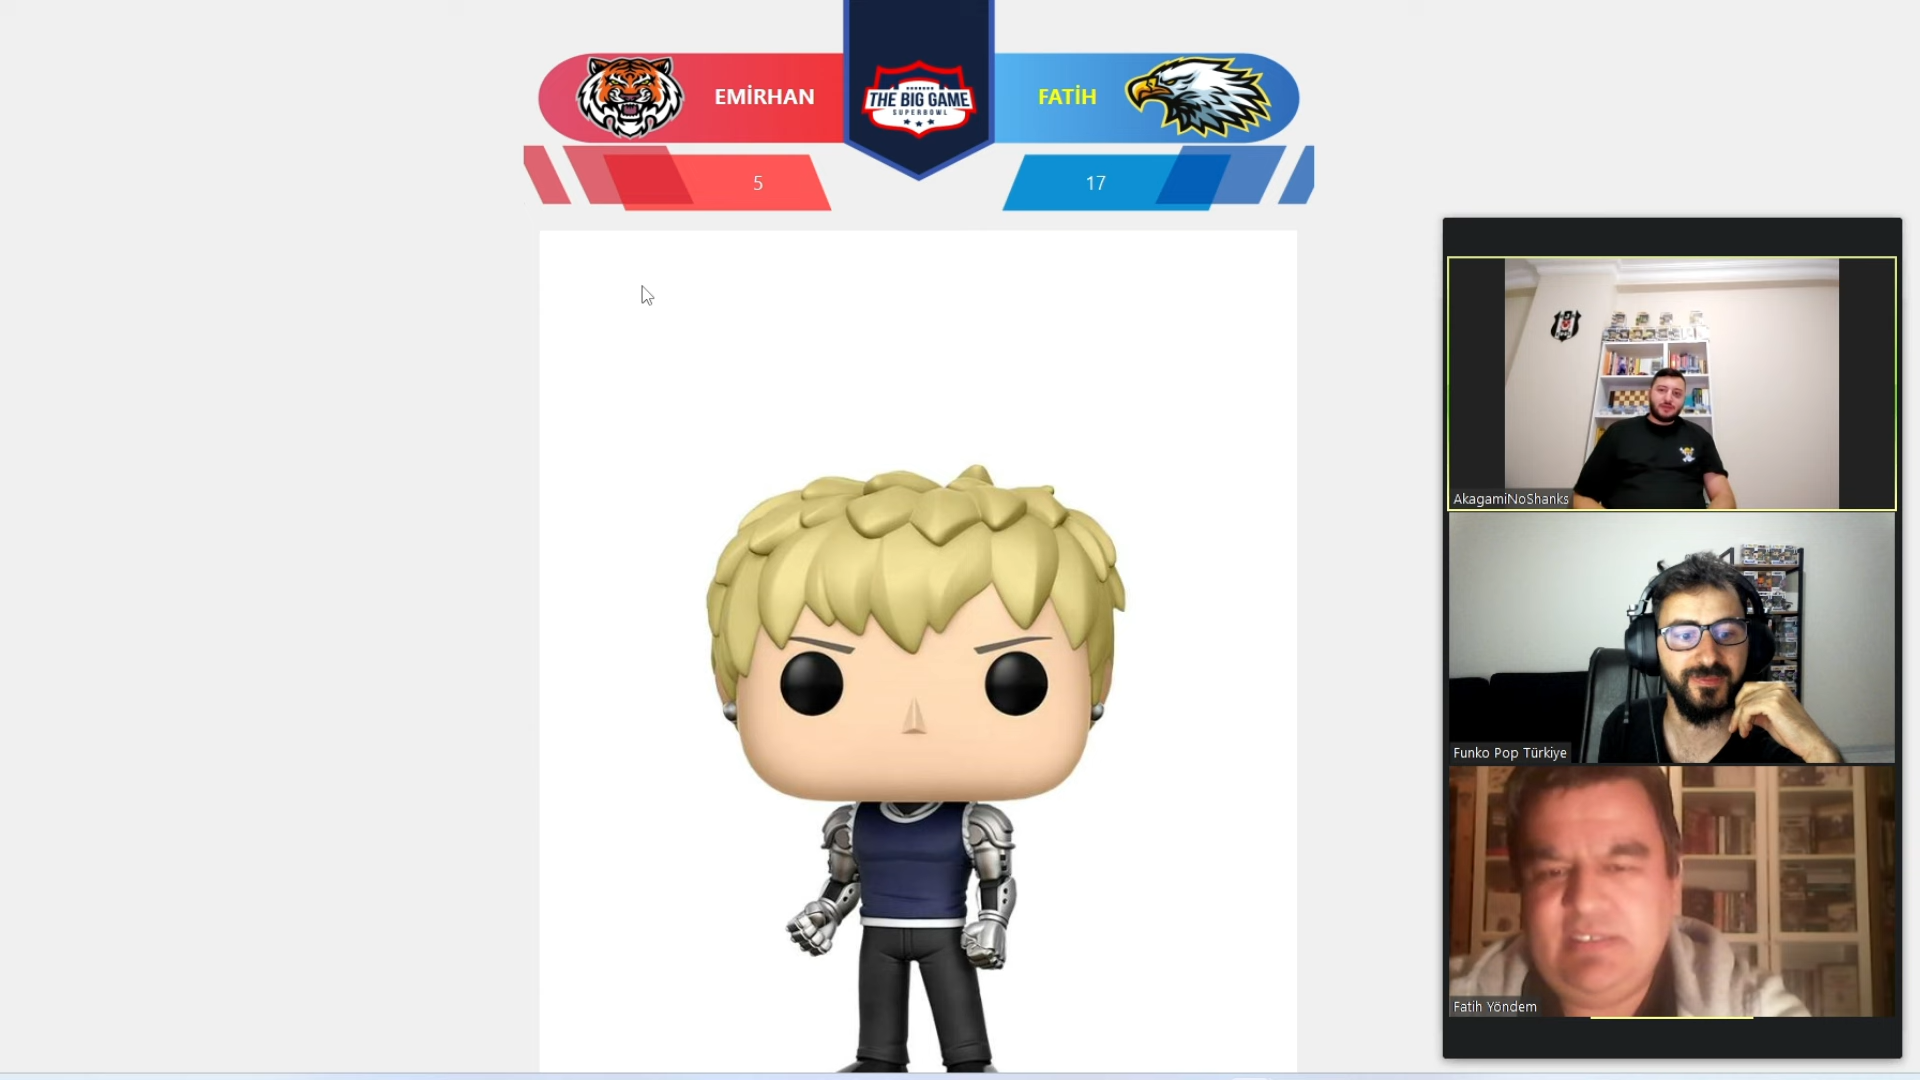 EMİRHAN
THE BIG GAME
SUPERBOWL
FATİH
5
17
AkagamiNoShanks
Funko Pop Türkiye
Fatih Yöndem